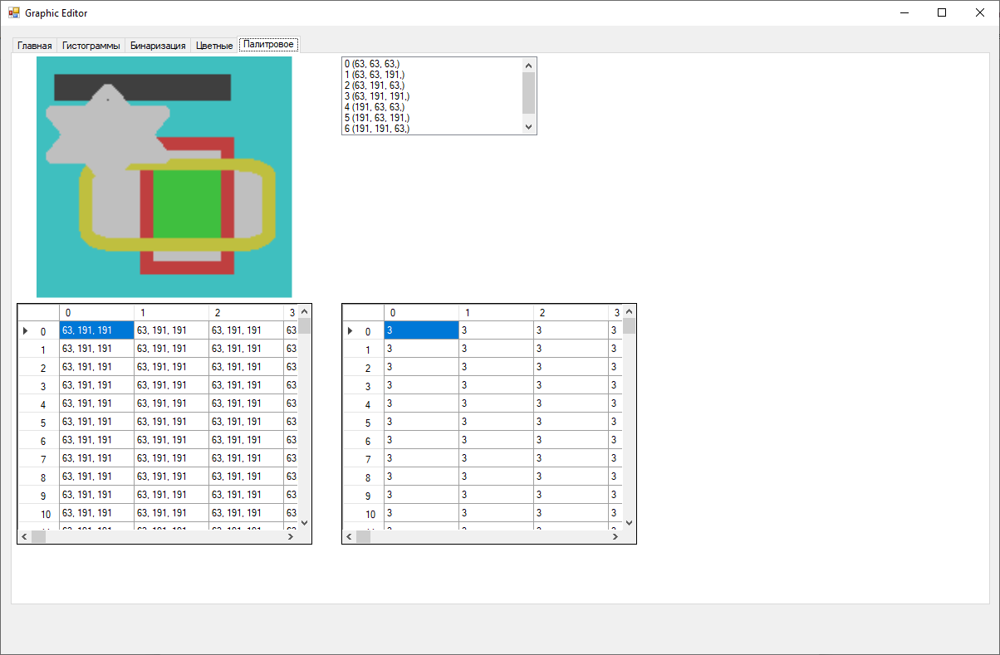 Graphic Editor
Главная Гистограммы Бинаризация Цветные Палитровое
0 (63, 63, 63,)
1 (63, 63, 191,)
2 (63, 191, 63,)
3 (63, 191, 191,)
4 (191, 63, 63,)
5 (191, 63, 191,)
6 (191, 191, 63,)
0 1 2 3
0 63, 191, 191 63, 191, 191 63, 191, 191 63
1 63, 191, 191 63, 191, 191 63, 191, 191 63
2 63, 191, 191 63, 191, 191 63, 191, 191 63
3 63, 191, 191 63, 191, 191 63, 191, 191 63
4 63, 191, 191 63, 191, 191 63, 191, 191 63
5 63, 191, 191 63, 191, 191 63, 191, 191 63
6 63, 191, 191 63, 191, 191 63, 191, 191 63
7 63, 191, 191 63, 191, 191 63, 191, 191 63
8 63, 191, 191 63, 191, 191 63, 191, 191 63
9 63, 191, 191 63, 191, 191 63, 191, 191 63
10 63, 191, 191 63, 191, 191 63, 191, 191 63
0 1 2 3
0 3 3 3 3
1 3 3 3 3
2 3 3 3 3
3 3 3 3 3
4 3 3 3 3
5 3 3 3 3
6 3 3 3 3
7 3 3 3 3
8 3 3 3 3
9 3 3 3 3
10 3 3 3 3